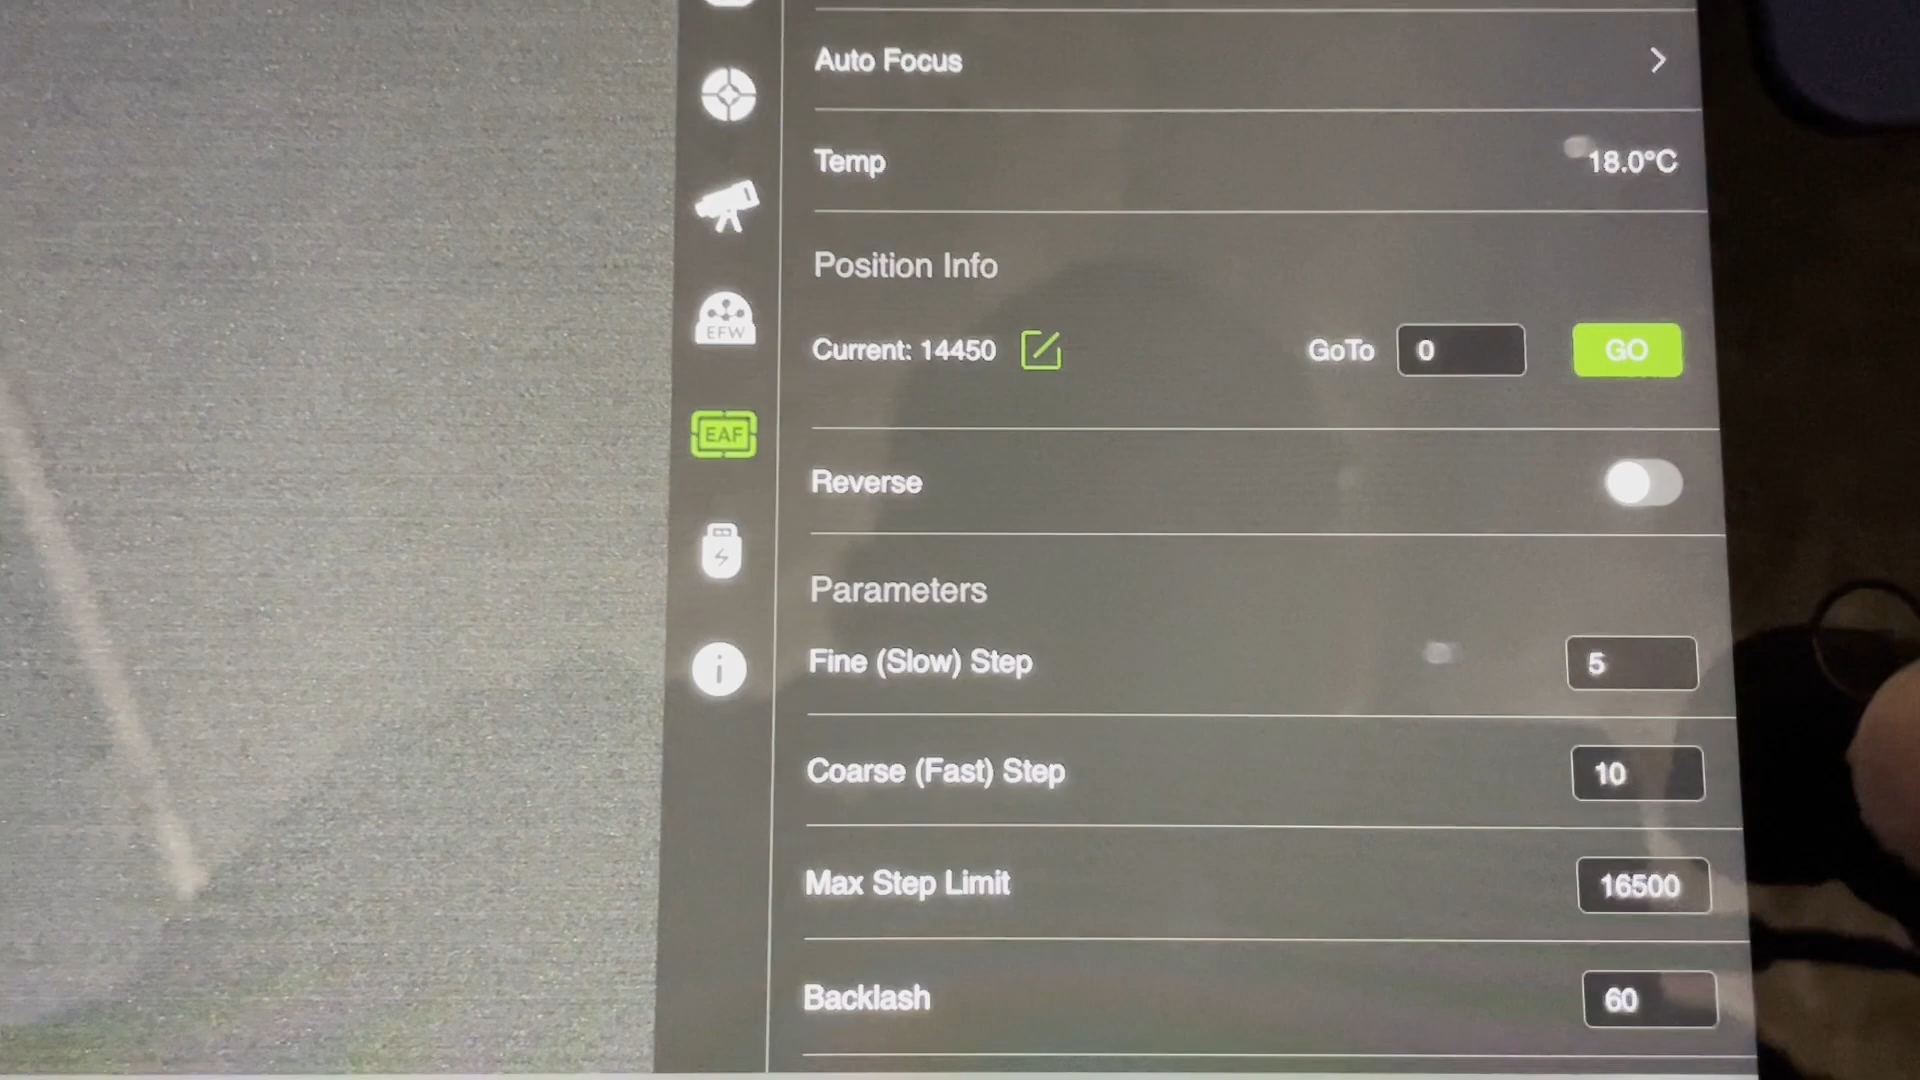 Auto Focus
Temp 18.0°C
Position Info
Current: 14450 GoTo 0 GO
EFW
EAF
Reverse
Parameters
Fine (Slow) Step 5
Coarse (Fast) Step 10
Max Step Limit 16500
Backlash 60